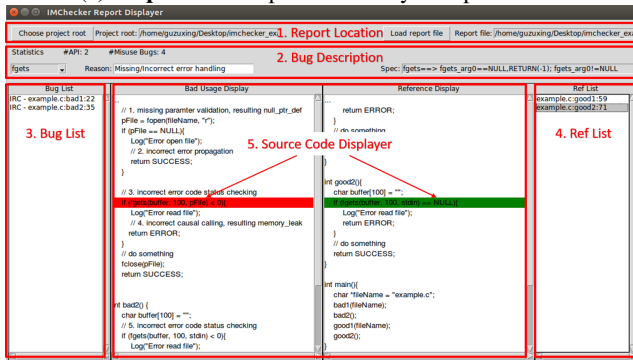 IMChecker Report Displayer
Choose project root Project root: /home/guzuxing/Desktop/imchecker_exa 1. Report Location Load report file Report file: /home/guzuxing/Desktop/imchecker_exa
Statistics #API: 2 #Misuse Bugs: 4
2. Bug Description
fgets Reason: Missing/Incorrect error handling Spec: fgets==> fgets_arg0==NULL,RETURN(-1); fgets_arg0!=NULL
Bug List
IRC - example.c:bad1:22
IRC - example.c:bad2:35
3. Bug List
Bad Usage Display
...
// 1. missing paramter validation, resulting null_ptr_def
pFile = fopen(fileName, "r");
if (pFile == NULL){
Log("Error open file");
// 2. incorrect error propagation
return SUCCESS;
}
// 3. incorrect error code status checking
if (fgets(buffer, 100, pFile) < 0){
Log("Error read file");
// 4. incorrect causal calling, resulting memory_leak
return ERROR;
}
// do something
fclose(pFile);
return SUCCESS;
}
int bad2() {
char buffer[100] = "";
// 5. incorrect error code status checking
if (fgets(buffer, 100, stdin) < 0){
Log("Error read file");
5. Source Code Displayer
Reference Display
...
return ERROR;
}
// do something
}
int good2(){
char buffer[100] = "";
if (fgets(buffer, 100, stdin) == NULL){
Log("Error read file");
return ERROR;
}
// do something
return SUCCESS;
}
int main(){
char *fileName = "example.c";
bad1(fileName);
bad2();
good1(fileName);
good2();
Ref List
example.c:good1:59
example.c:good2:71
4. Ref List